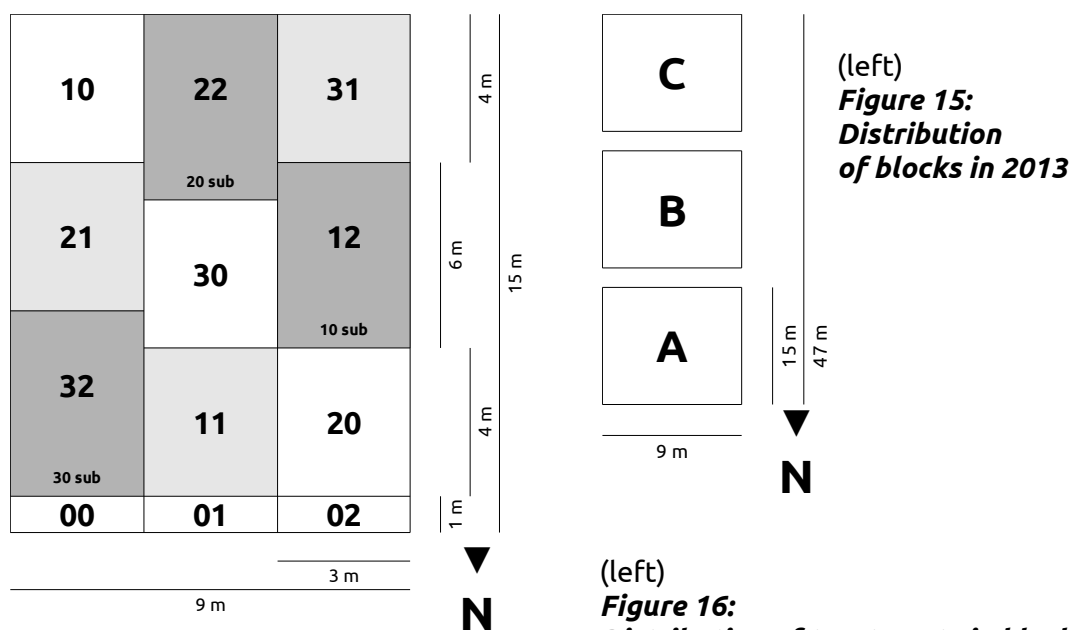 10
22
31
20 sub
21
12
30
10 sub
32
11
20
30 sub
00
01
02
4 m
6 m
15 m
4 m
1 m
3 m
9 m
N
C
B
A
15 m
47 m
9 m
N
(left)
Figure 15:
Distribution
of blocks in 2013
(left)
Figure 16: